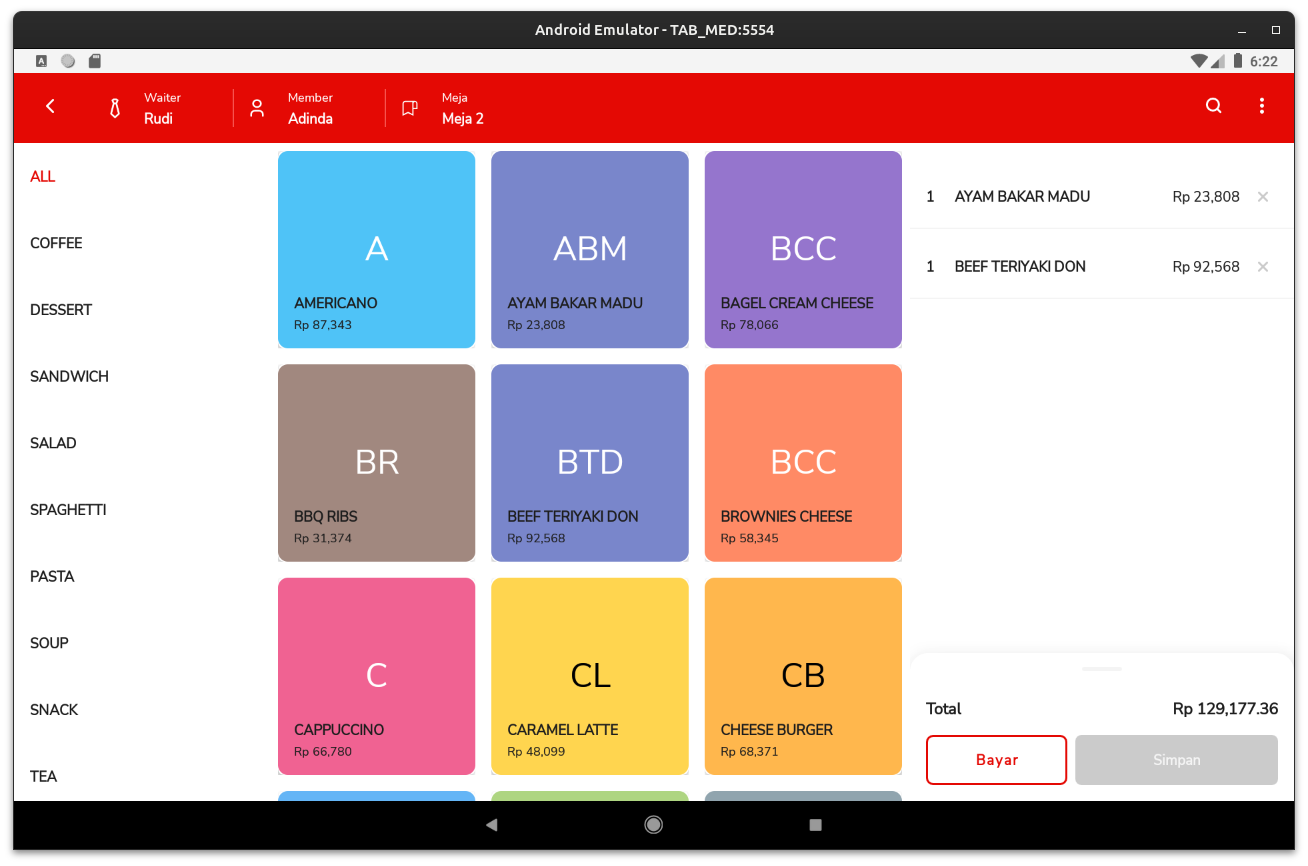 Android Emulator - TAB_MED:5554
A
6:22
Waiter
Rudi
Member
Adinda
Meja
Meja 2
ALL
COFFEE
DESSERT
SANDWICH
SALAD
SPAGHETTI
PASTA
SOUP
SNACK
TEA
A
AMERICANO
Rp 87,343
ABM
AYAM BAKAR MADU
Rp 23,808
BCC
BAGEL CREAM CHEESE
Rp 78,066
BR
BBQ RIBS
Rp 31,374
BTD
BEEF TERIYAKI DON
Rp 92,568
BCC
BROWNIES CHEESE
Rp 58,345
C
CAPPUCCINO
Rp 66,780
CL
CARAMEL LATTE
Rp 48,099
CB
CHEESE BURGER
Rp 68,371
1 AYAM BAKAR MADU Rp 23,808
1 BEEF TERIYAKI DON Rp 92,568
Total Rp 129,177.36
Bayar
Simpan